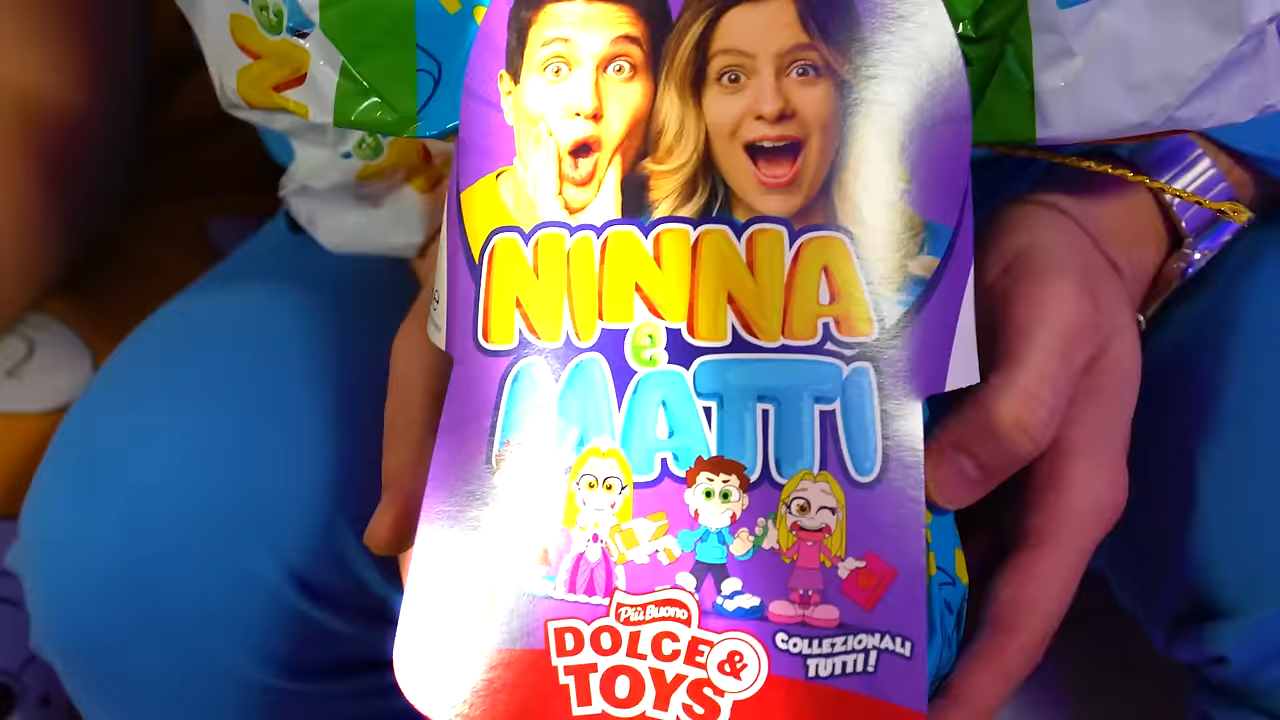 NINNA
e
MATTI
Più Buono
DOLCE &
TOYS
COLLEZIONALI
TUTTI!